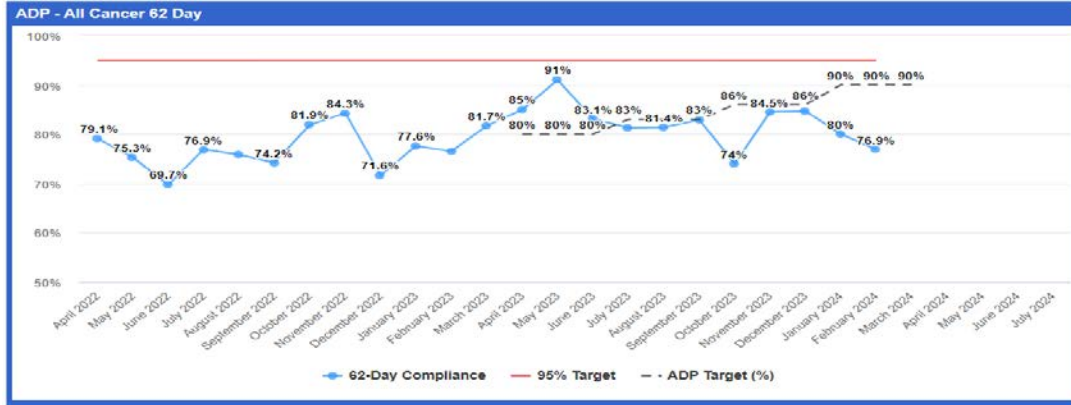 ADP - All Cancer 62 Day
100%
90%
80%
70%
60%
50%
79.1%
75.3%
69.7%
76.9%
74.2%
81.9%
84.3%
71.6%
77.6%
81.7%
85%
91%
83.1%
83%
81.4%
83%
86%
74%
84.5%
86%
80%
76.9%
90%
90%
90%
80%
80%
80%
April 2022
May 2022
June 2022
July 2022
August 2022
September 2022
October 2022
November 2022
December 2022
January 2023
February 2023
March 2023
April 2023
May 2023
June 2023
July 2023
August 2023
September 2023
October 2023
November 2023
December 2023
January 2024
February 2024
March 2024
April 2024
May 2024
June 2024
July 2024
62-Day Compliance
95% Target
ADP Target (%)